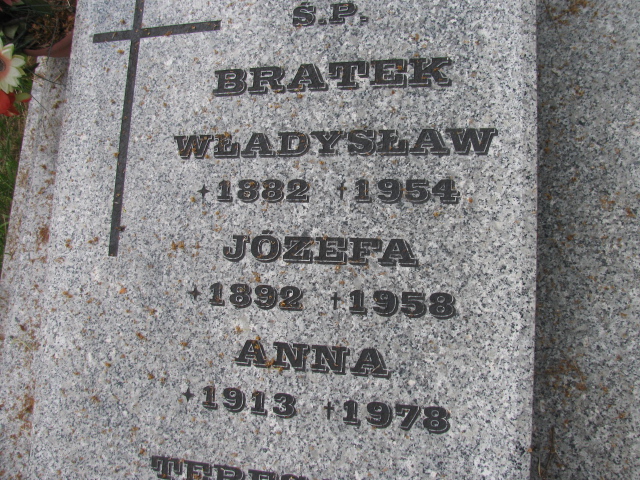 Ś.P.
BRATEK
WŁADYSŁAW
+1882 †1954
JÓZEFA
+1892 †1958
ANNA
+1913 †1978